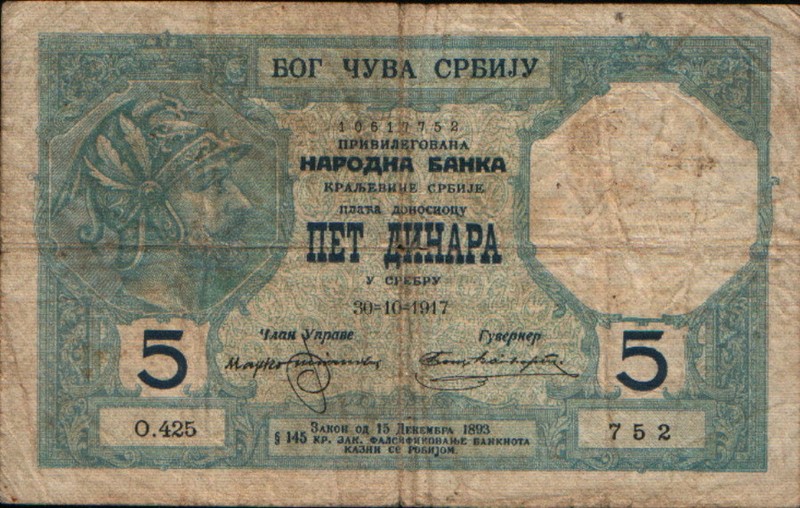 БОГ ЧУВА СРБИЈУ
10617752
ПРИВИЛЕГОВАНА
НАРОДНА БАНКА
КРАЉЕВИНЕ СРБИЈЕ
ПЛАЋА ДОНОСИОЦУ
ПЕТ ДИНАРА
У СРЕБРУ
30=10=1917
Члан Управе Гувернер
5 5
О.425
ЗАКОН ОД 15 ДЕКЕМБРА 1893
§ 145 КР. ЗАК. ФАЛСИФИКОВАЊЕ БАНКНОТА
КАЗНИ СЕ РОБИЈОМ.
752